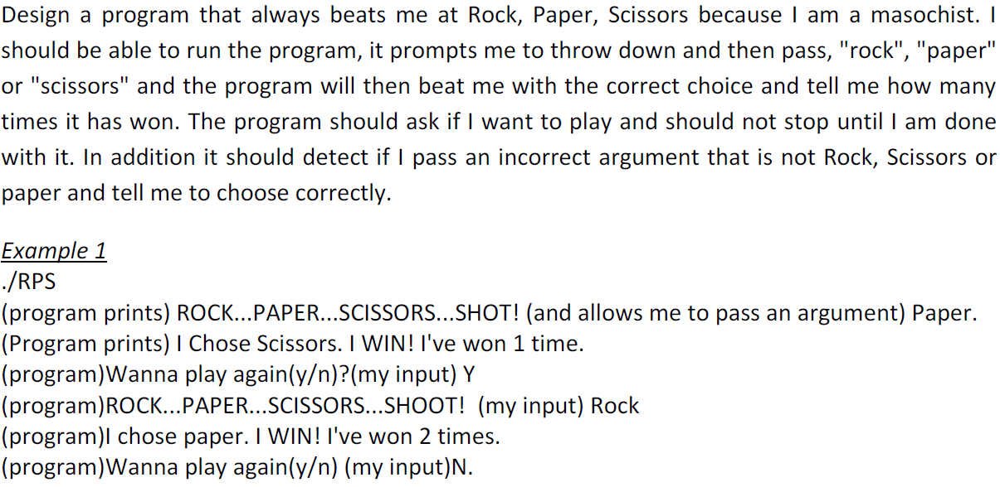 Design a program that always beats me at Rock, Paper, Scissors because I am a masochist. I
should be able to run the program, it prompts me to throw down and then pass, "rock", "paper"
or "scissors" and the program will then beat me with the correct choice and tell me how many
times it has won. The program should ask if I want to play and should not stop until I am done
with it. In addition it should detect if I pass an incorrect argument that is not Rock, Scissors or
paper and tell me to choose correctly.
Example 1
./RPS
(program prints) ROCK...PAPER...SCISSORS...SHOT! (and allows me to pass an argument) Paper.
(Program prints) I Chose Scissors. I WIN! I've won 1 time.
(program)Wanna play again(y/n)?(my input) Y
(program)ROCK...PAPER...SCISSORS...SHOOT!  (my input) Rock
(program)I chose paper. I WIN! I've won 2 times.
(program)Wanna play again(y/n) (my input)N.